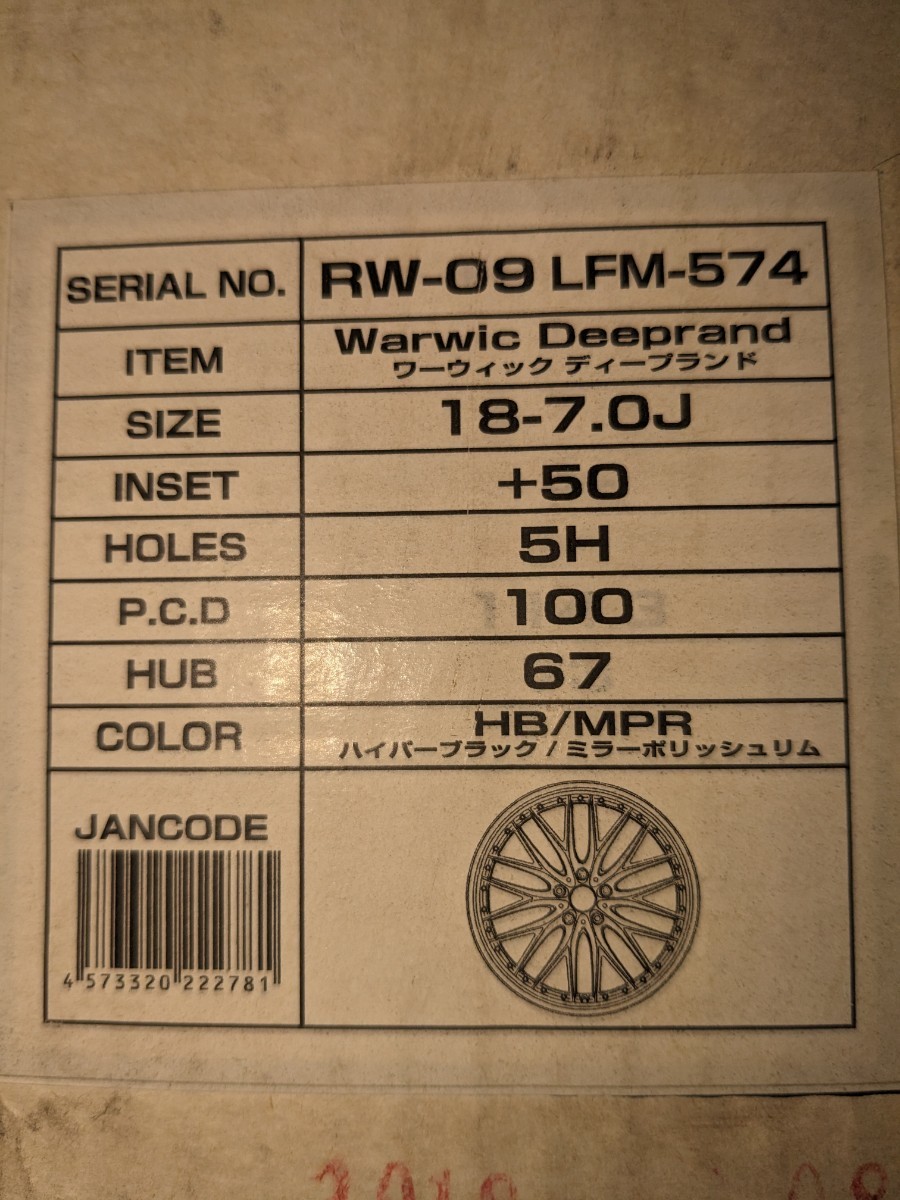 SERIAL NO. RW-09 LFM-574
ITEM Warwic Deeprand
ワーウィック ディープランド
SIZE 18-7.0J
INSET +50
HOLES 5H
P.C.D 100
HUB 67
COLOR HB/MPR
ハイパーブラック / ミラーポリッシュリム
JANCODE
4 573320 222781